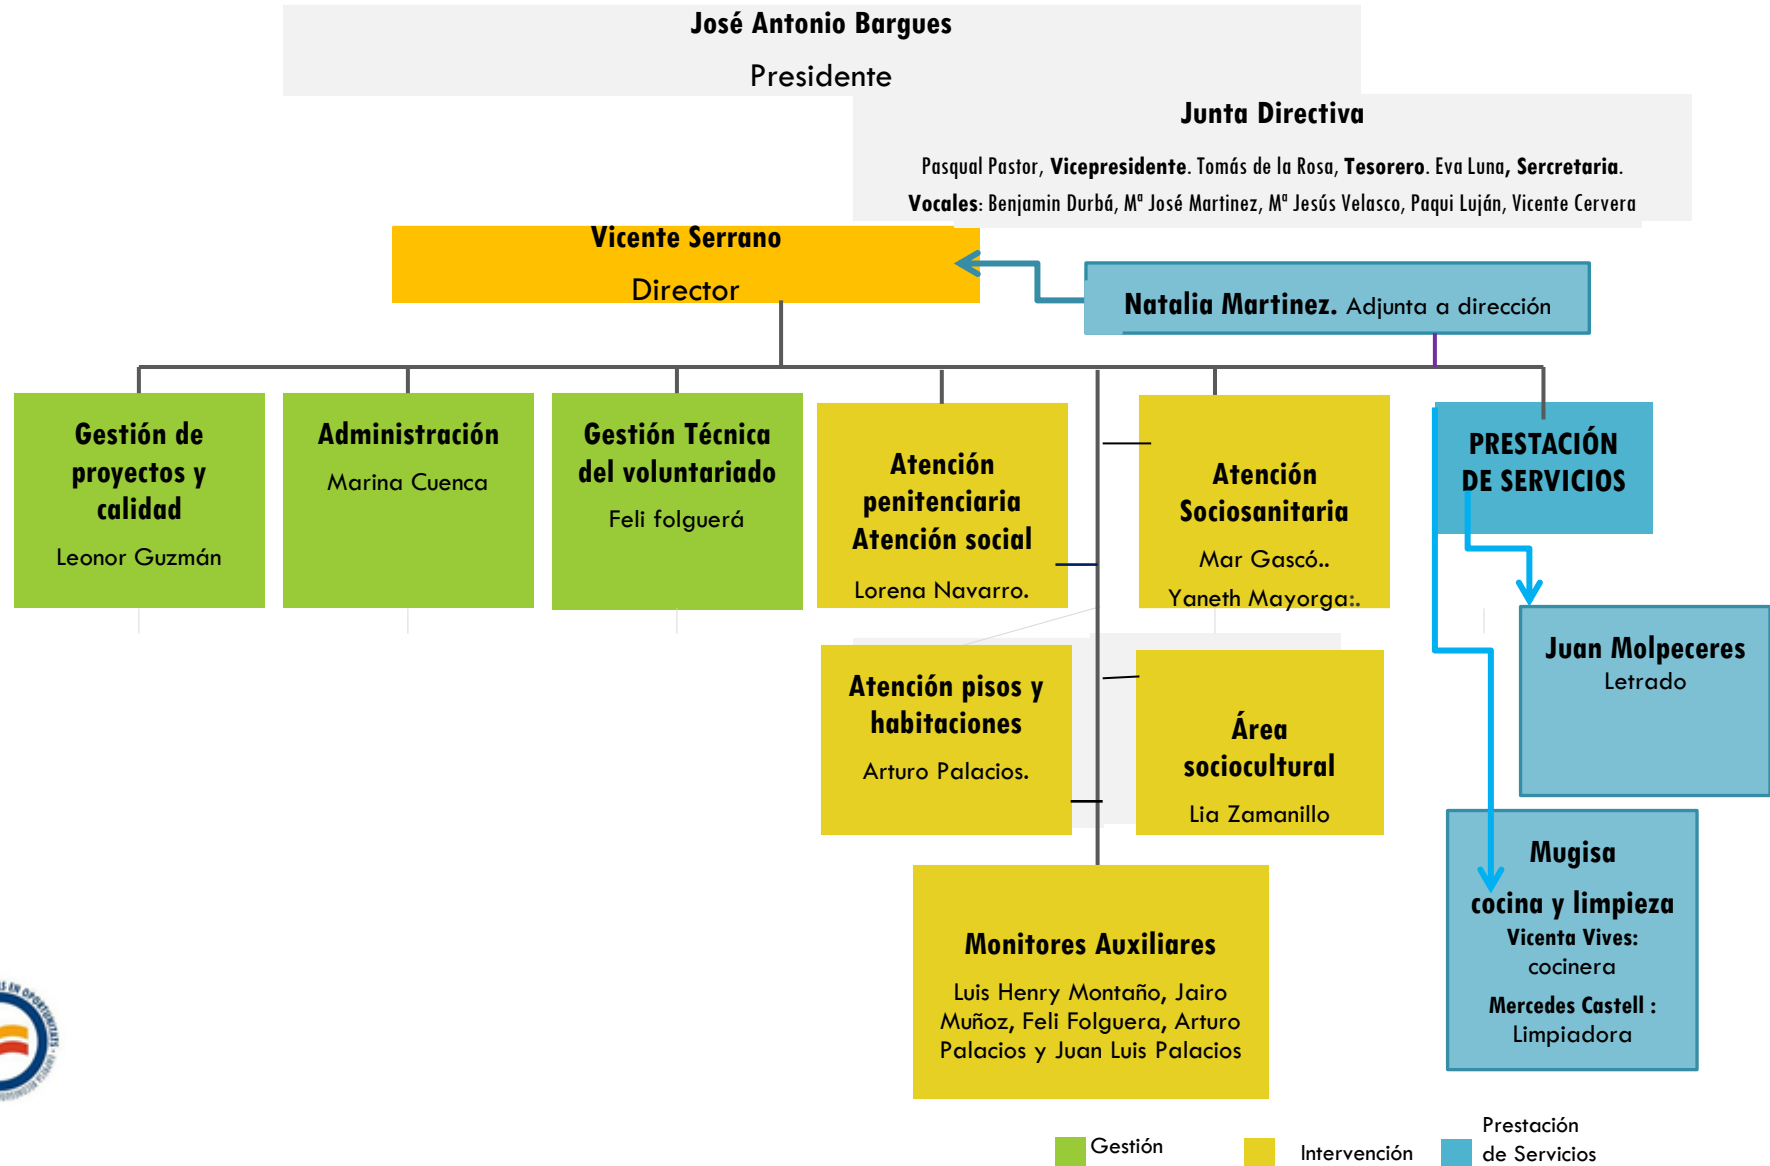 José Antonio Bargues
Presidente
Junta Directiva
Pasqual Pastor, Vicepresidente. Tomás de la Rosa, Tesorero. Eva Luna, Sercretaria.
Vocales: Benjamin Durbá, Mª José Martinez, Mª Jesús Velasco, Paqui Luján, Vicente Cervera
Vicente Serrano
Director
Natalia Martinez. Adjunta a dirección
Gestión de
proyectos y
calidad
Leonor Guzmán
Administración
Marina Cuenca
Gestión Técnica
del voluntariado
Feli folguerá
Atención
penitenciaria
Atención social
Lorena Navarro.
Atención
Sociosanitaria
Mar Gascó..
Yaneth Mayorga:.
PRESTACIÓN
DE SERVICIOS
Juan Molpeceres
Letrado
Atención pisos y
habitaciones
Arturo Palacios.
Área
sociocultural
Lia Zamanillo
Mugisa
cocina y limpieza
Vicenta Vives:
cocinera
Mercedes Castell :
Limpiadora
Monitores Auxiliares
Luis Henry Montaño, Jairo
Muñoz, Feli Folguera, Arturo
Palacios y Juan Luis Palacios
EN OPORTUNITATS
Gestión
Intervención
Prestación
de Servicios